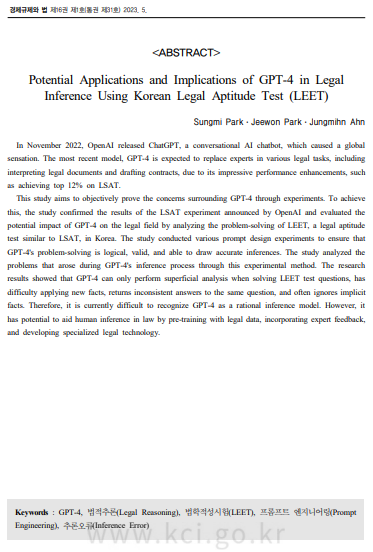 경제규제와 법 제16권 제1호(통권 제31호) 2023. 5.
<ABSTRACT>
Potential Applications and Implications of GPT-4 in Legal
Inference Using Korean Legal Aptitude Test (LEET)
Sungmi Park·Jeewon Park·Jungmihn Ahn
In November 2022, OpenAI released ChatGPT, a conversational AI chatbot, which caused a global
sensation. The most recent model, GPT-4 is expected to replace experts in various legal tasks, including
interpreting legal documents and drafting contracts, due to its impressive performance enhancements, such
as achieving top 12% on LSAT.
This study aims to objectively prove the concerns surrounding GPT-4 through experiments. To achieve
this, the study confirmed the results of the LSAT experiment announced by OpenAI and evaluated the
potential impact of GPT-4 on the legal field by analyzing the problem-solving of LEET, a legal aptitude
test similar to LSAT, in Korea. The study conducted various prompt design experiments to ensure that
GPT-4's problem-solving is logical, valid, and able to draw accurate inferences. The study analyzed the
problems that arose during GPT-4's inference process through this experimental method. The research
results showed that GPT-4 can only perform superficial analysis when solving LEET test questions, has
difficulty applying new facts, returns inconsistent answers to the same question, and often ignores implicit
facts. Therefore, it is currently difficult to recognize GPT-4 as a rational inference model. However, it
has potential to aid human inference in law by pre-training with legal data, incorporating expert feedback,
and developing specialized legal technology.
Keywords : GPT-4, 법적추론(Legal Reasoning), 법학적성시험(LEET), 프롬프트 엔지니어링(Prompt
Engineering), 추론오류(Inference Error)
www.kci.go.kr